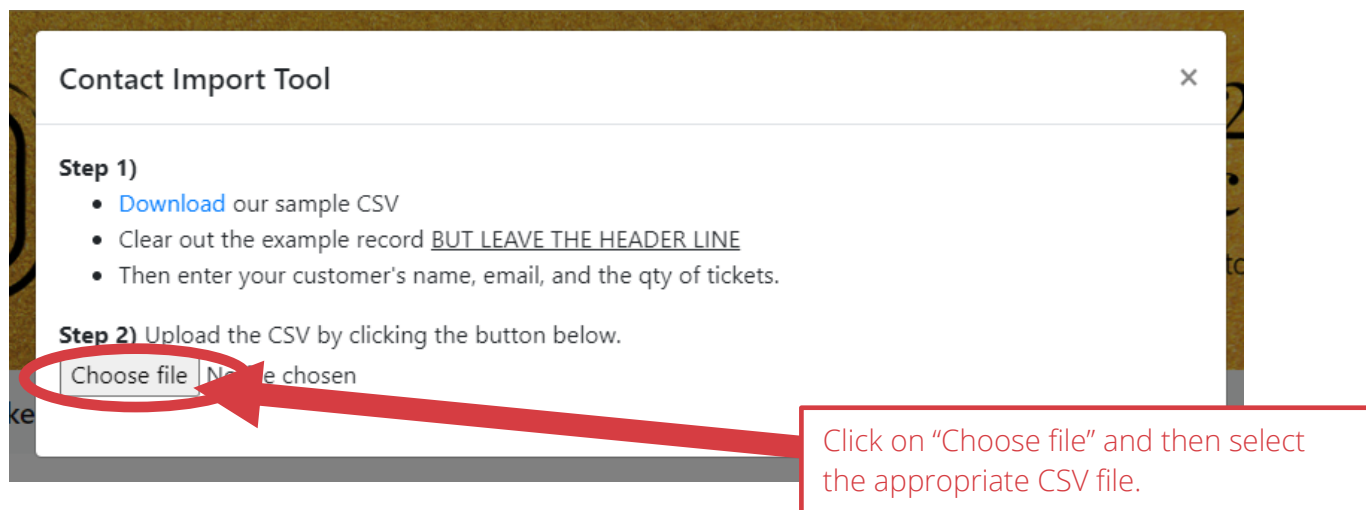 Contact Import Tool ×
Step 1)
• Download our sample CSV
• Clear out the example record BUT LEAVE THE HEADER LINE
• Then enter your customer's name, email, and the qty of tickets.
Step 2) Upload the CSV by clicking the button below.
Choose file chosen
Click on “Choose file” and then select
the appropriate CSV file.